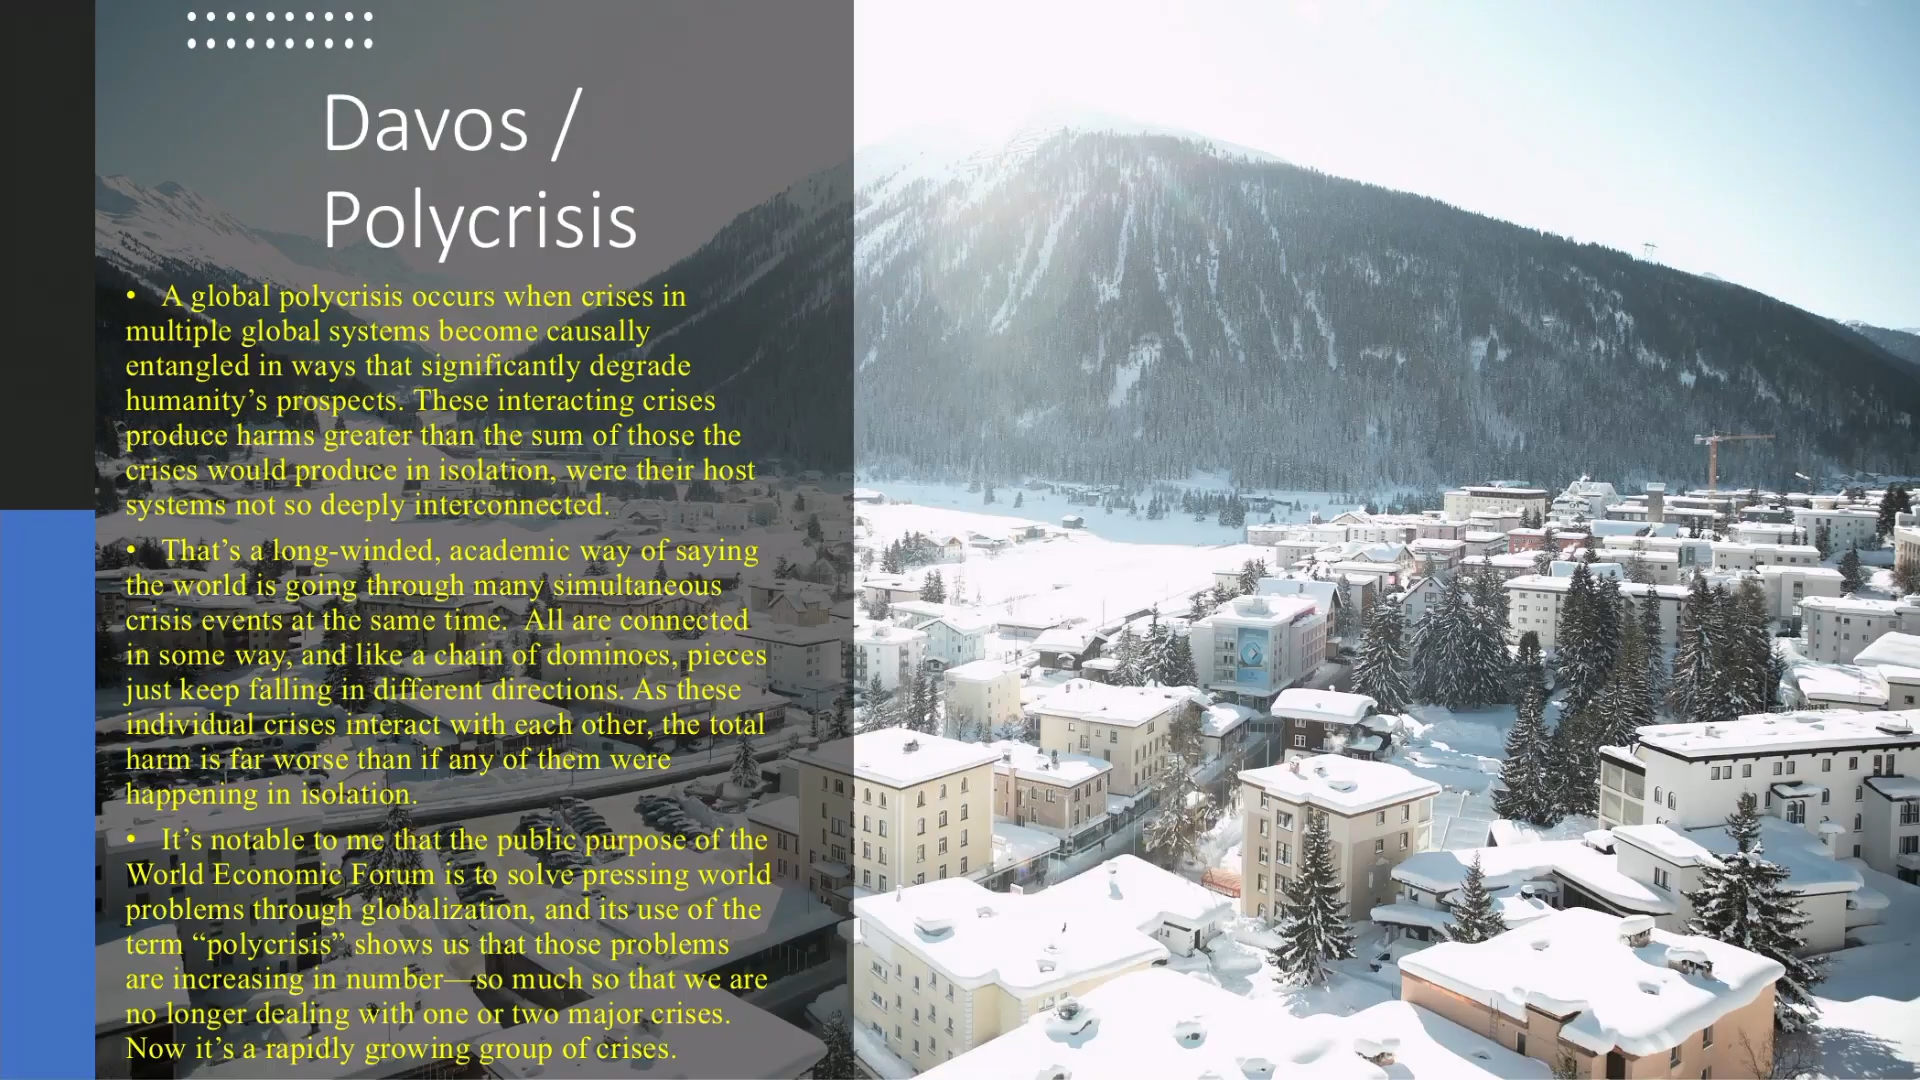 Davos /
Polycrisis
• A global polycrisis occurs when crises in
multiple global systems become causally
entangled in ways that significantly degrade
humanity’s prospects. These interacting crises
produce harms greater than the sum of those the
crises would produce in isolation, were their host
systems not so deeply interconnected.
• That’s a long-winded, academic way of saying
the world is going through many simultaneous
crisis events at the same time.  All are connected
in some way, and like a chain of dominoes, pieces
just keep falling in different directions. As these
individual crises interact with each other, the total
harm is far worse than if any of them were
happening in isolation.
• It’s notable to me that the public purpose of the
World Economic Forum is to solve pressing world
problems through globalization, and its use of the
term “polycrisis” shows us that those problems
are increasing in number—so much so that we are
no longer dealing with one or two major crises.
Now it’s a rapidly growing group of crises.